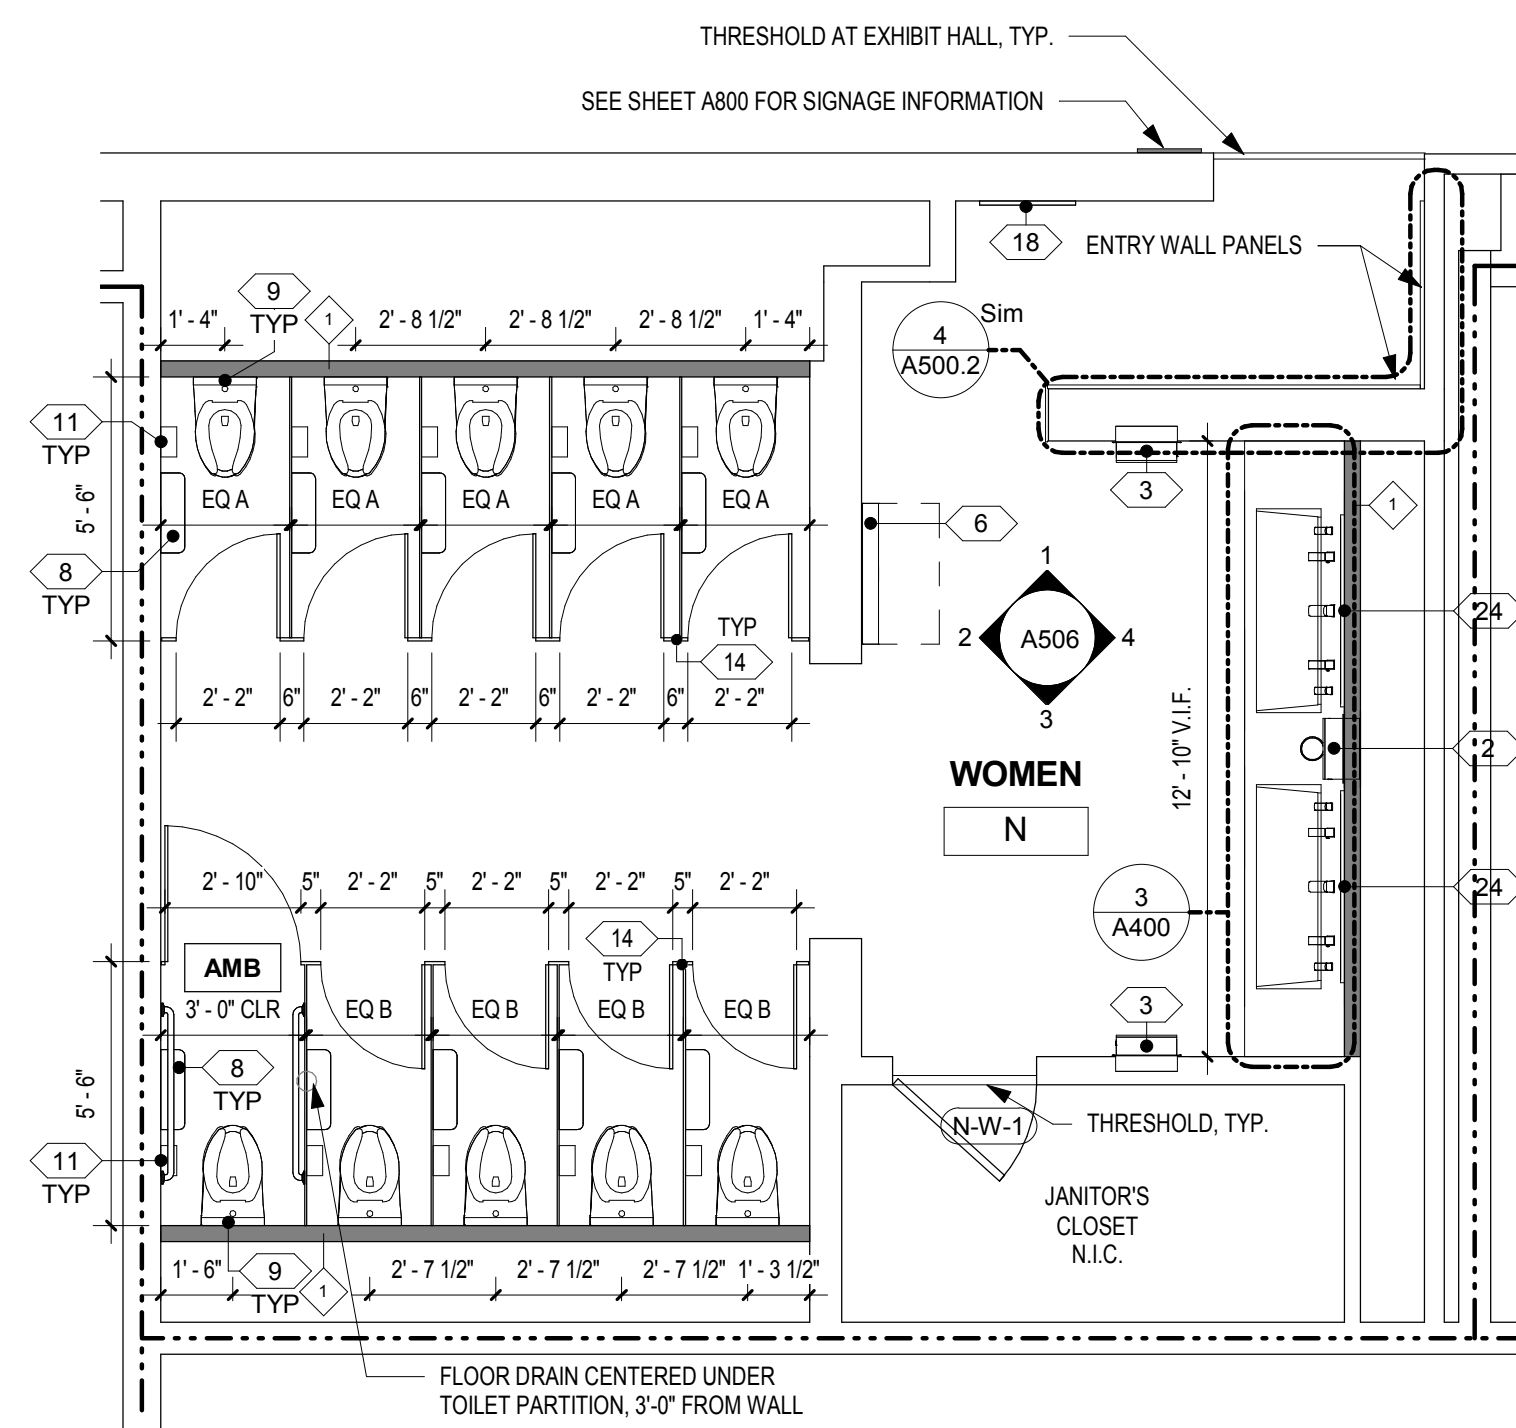 THRESHOLD AT EXHIBIT HALL, TYP.
SEE SHEET A800 FOR SIGNAGE INFORMATION
18
ENTRY WALL PANELS
9
TYP
1
1' - 4"
2' - 8 1/2"
2' - 8 1/2"
2' - 8 1/2"
1' - 4"
4
A500.2
Sim
11
TYP
5' - 6"
EQ A
EQ A
EQ A
EQ A
EQ A
3
1
6
8
TYP
1
2
A506
4
3
24
TYP
14
2' - 2"
6"
2' - 2"
6"
2' - 2"
6"
2' - 2"
6"
2' - 2"
12' - 10" V.I.F.
2
WOMEN
N
2' - 10"
5"
2' - 2"
5"
2' - 2"
5"
2' - 2"
5"
2' - 2"
24
3
A400
14
TYP
AMB
3' - 0" CLR
EQ B
EQ B
EQ B
EQ B
3
8
TYP
5' - 6"
11
TYP
N-W-1
THRESHOLD, TYP.
JANITOR'S
CLOSET
N.I.C.
1' - 6"
9
TYP
1
2' - 7 1/2"
2' - 7 1/2"
2' - 7 1/2"
1' - 3 1/2"
FLOOR DRAIN CENTERED UNDER
TOILET PARTITION, 3'-0" FROM WALL